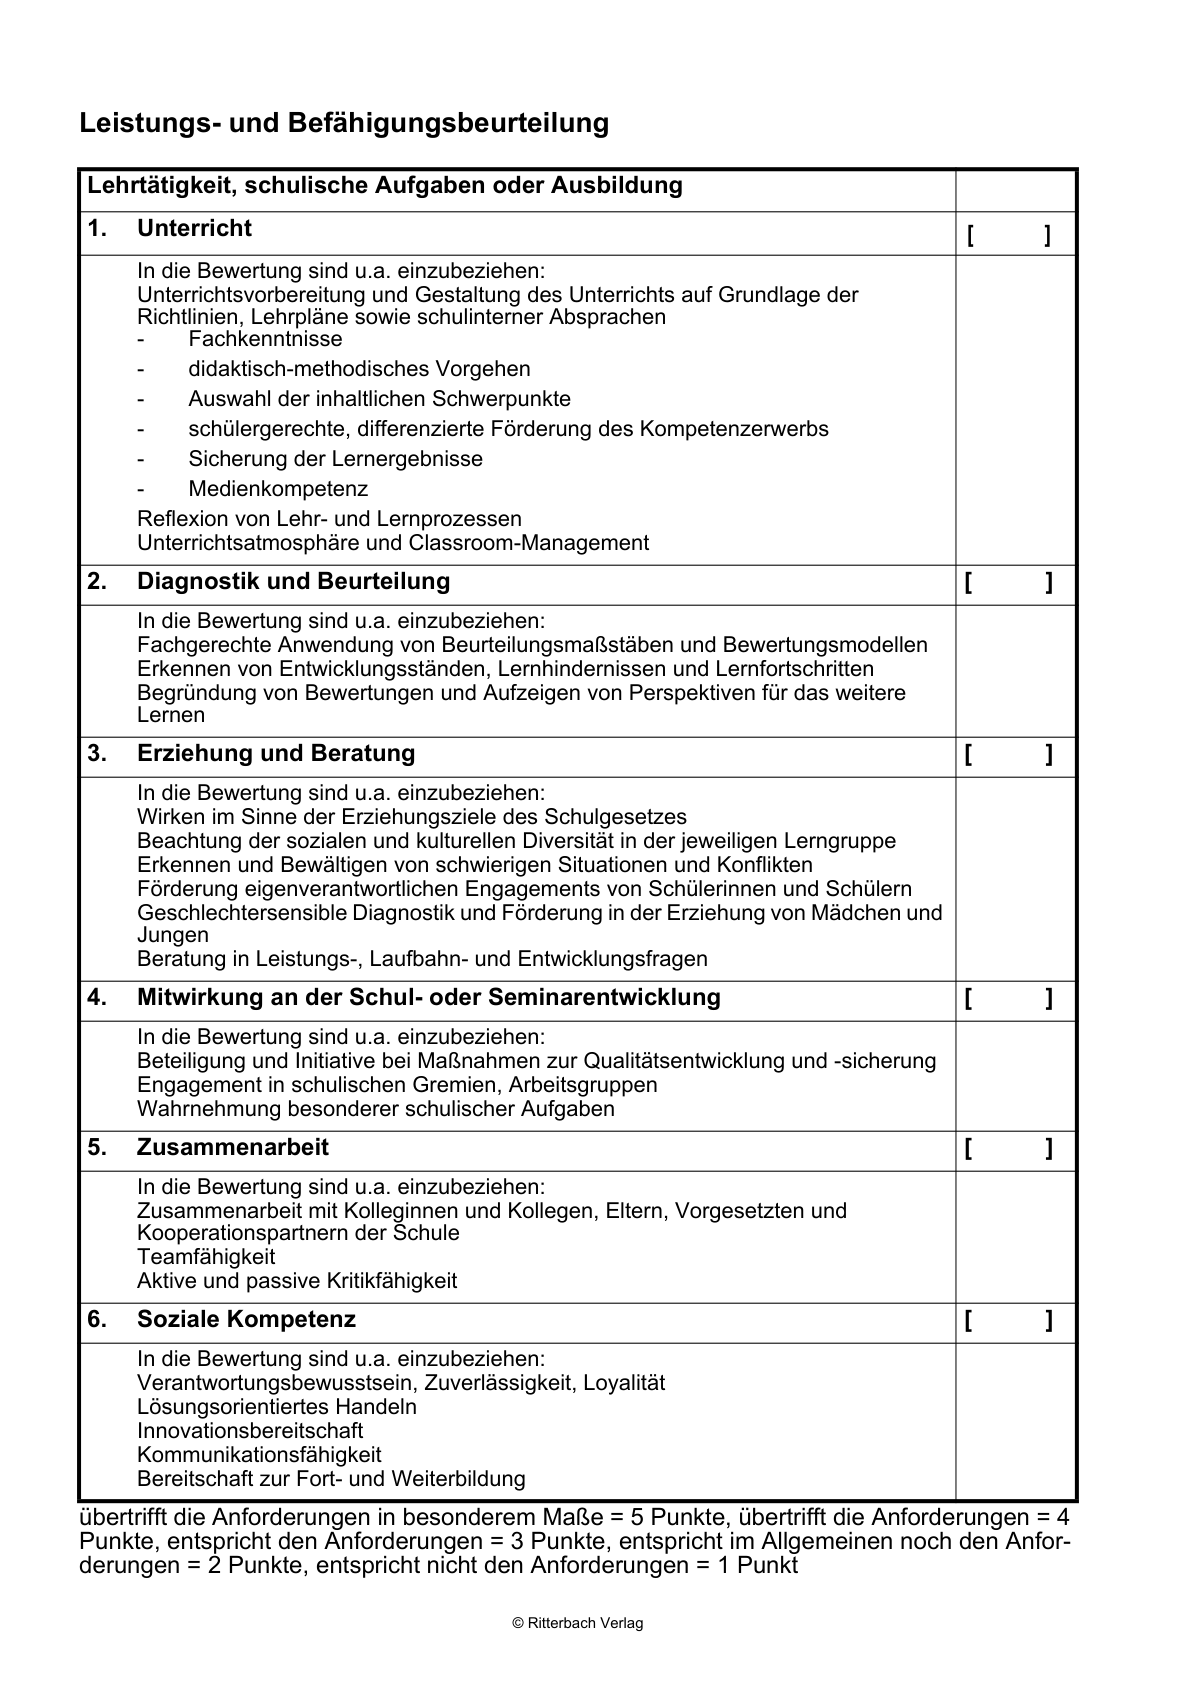 Leistungs- und Befähigungsbeurteilung
Lehrtätigkeit, schulische Aufgaben oder Ausbildung
1. Unterricht [ ]
In die Bewertung sind u.a. einzubeziehen:
Unterrichtsvorbereitung und Gestaltung des Unterrichts auf Grundlage der
Richtlinien, Lehrpläne sowie schulinterner Absprachen
- Fachkenntnisse
- didaktisch-methodisches Vorgehen
- Auswahl der inhaltlichen Schwerpunkte
- schülergerechte, differenzierte Förderung des Kompetenzerwerbs
- Sicherung der Lernergebnisse
- Medienkompetenz
Reflexion von Lehr- und Lernprozessen
Unterrichtsatmosphäre und Classroom-Management
2. Diagnostik und Beurteilung [ ]
In die Bewertung sind u.a. einzubeziehen:
Fachgerechte Anwendung von Beurteilungsmaßstäben und Bewertungsmodellen
Erkennen von Entwicklungsständen, Lernhindernissen und Lernfortschritten
Begründung von Bewertungen und Aufzeigen von Perspektiven für das weitere
Lernen
3. Erziehung und Beratung [ ]
In die Bewertung sind u.a. einzubeziehen:
Wirken im Sinne der Erziehungsziele des Schulgesetzes
Beachtung der sozialen und kulturellen Diversität in der jeweiligen Lerngruppe
Erkennen und Bewältigen von schwierigen Situationen und Konflikten
Förderung eigenverantwortlichen Engagements von Schülerinnen und Schülern
Geschlechtersensible Diagnostik und Förderung in der Erziehung von Mädchen und
Jungen
Beratung in Leistungs-, Laufbahn- und Entwicklungsfragen
4. Mitwirkung an der Schul- oder Seminarentwicklung [ ]
In die Bewertung sind u.a. einzubeziehen:
Beteiligung und Initiative bei Maßnahmen zur Qualitätsentwicklung und -sicherung
Engagement in schulischen Gremien, Arbeitsgruppen
Wahrnehmung besonderer schulischer Aufgaben
5. Zusammenarbeit [ ]
In die Bewertung sind u.a. einzubeziehen:
Zusammenarbeit mit Kolleginnen und Kollegen, Eltern, Vorgesetzten und
Kooperationspartnern der Schule
Teamfähigkeit
Aktive und passive Kritikfähigkeit
6. Soziale Kompetenz [ ]
In die Bewertung sind u.a. einzubeziehen:
Verantwortungsbewusstsein, Zuverlässigkeit, Loyalität
Lösungsorientiertes Handeln
Innovationsbereitschaft
Kommunikationsfähigkeit
Bereitschaft zur Fort- und Weiterbildung
übertrifft die Anforderungen in besonderem Maße = 5 Punkte, übertrifft die Anforderungen = 4
Punkte, entspricht den Anforderungen = 3 Punkte, entspricht im Allgemeinen noch den Anfor-
derungen = 2 Punkte, entspricht nicht den Anforderungen = 1 Punkt
© Ritterbach Verlag